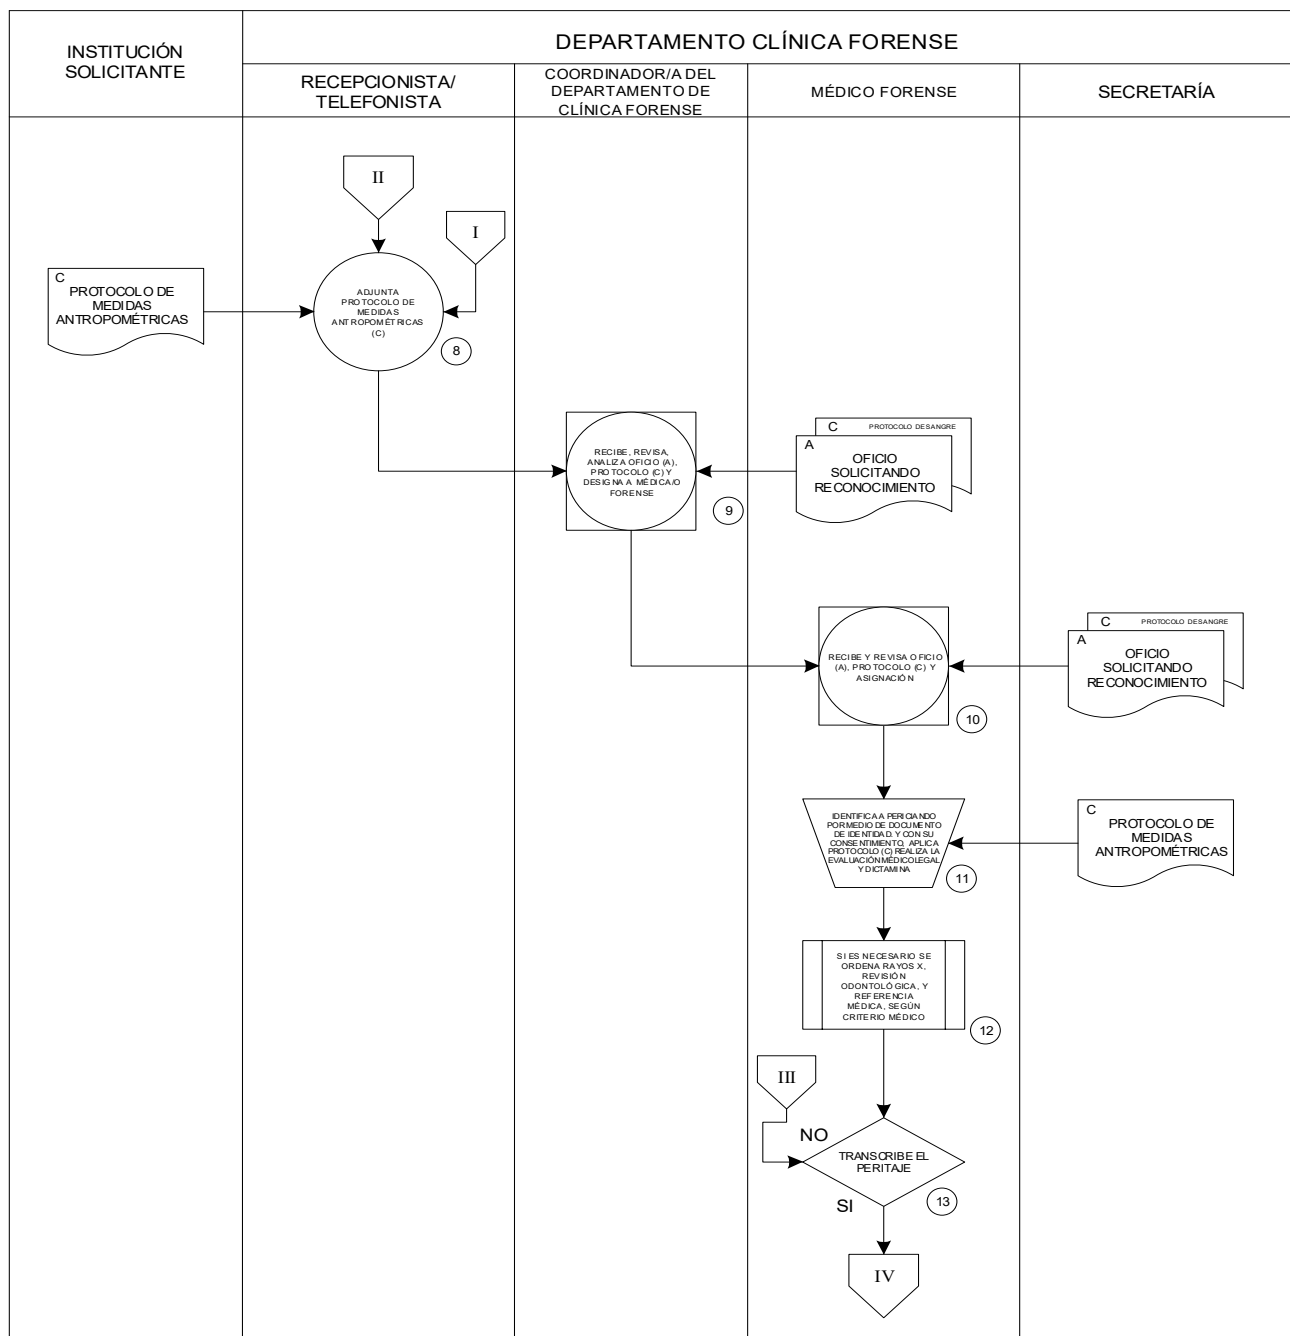 INSTITUCIÓN
SOLICITANTE
DEPARTAMENTO CLÍNICA FORENSE
RECEPCIONISTA/
TELEFONISTA
COORDINADOR/A DEL
DEPARTAMENTO DE
CLÍNICA FORENSE
MÉDICO FORENSE
SECRETARÍA
II
I
C
PROTOCOLO DE
MEDIDAS
ANTROPOMÉTRICAS
ADJUNTA
PROTOCOLO DE
MEDIDAS
ANTROPOMÉTRICAS
(C)
8
RECIBE, REVISA,
ANALIZA OFICIO (A),
PROTOCOLO (C) Y
DESIGNA A MÉDICA/O
FORENSE
9
C PROTOCOLO DE SANGRE
A
OFICIO
SOLICITANDO
RECONOCIMIENTO
RECIBE Y REVISA OFICIO
(A), PROTOCOLO (C) Y
ASIGNACIÓN
10
C PROTOCOLO DE SANGRE
A
OFICIO
SOLICITANDO
RECONOCIMIENTO
IDENTIFICA A PERICIANDO
POR MEDIO DE DOCUMENTO
DE IDENTIDAD. Y CON SU
CONSENTIMIENTO, APLICA
PROTOCOLO (C) REALIZA LA
EVALUACIÓN MÉDICO LEGAL
Y DICTAMINA
11
C
PROTOCOLO DE
MEDIDAS
ANTROPOMÉTRICAS
SI ES NECESARIO SE
ORDENA RAYOS X,
REVISIÓN
ODONTOLÓGICA, Y
REFERENCIA
MÉDICA, SEGÚN
CRITERIO MÉDICO
12
III
NO
TRANSCRIBE EL
PERITAJE
SI
13
IV